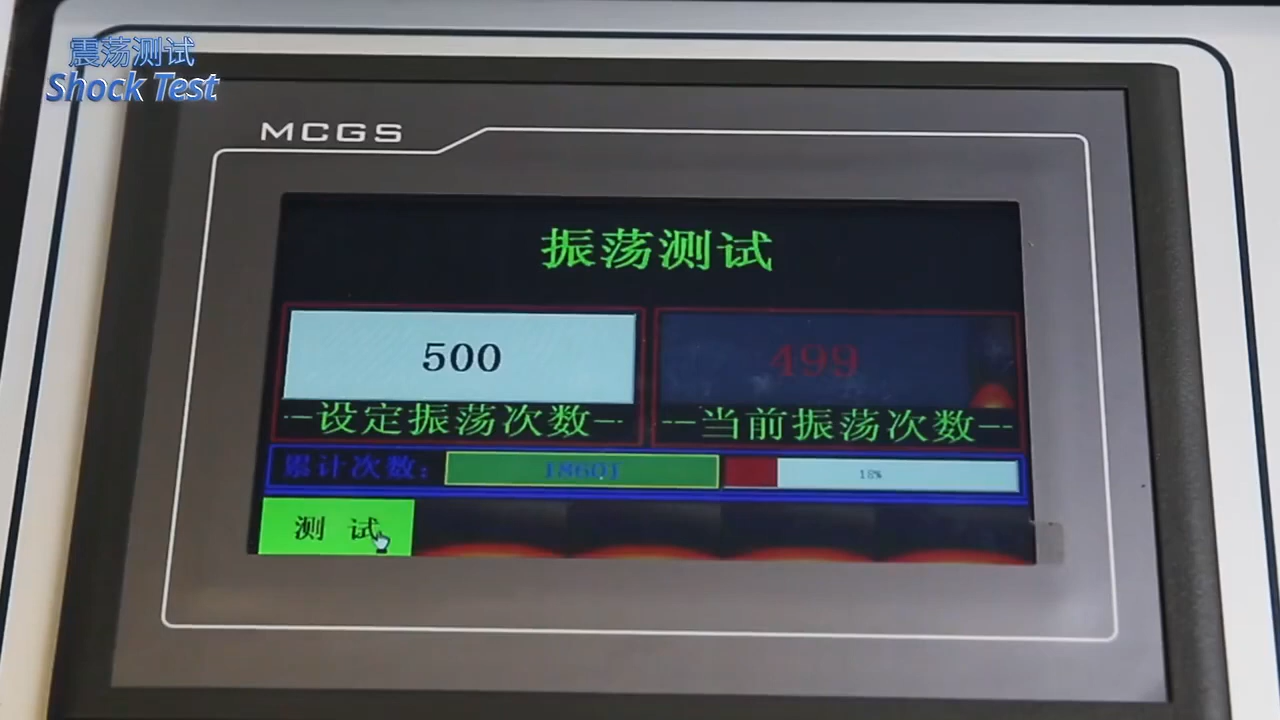 震荡测试
Shock Test
MCGS
振荡测试
500
499
-—设定振荡次数—-
-—当前振荡次数—-
累计次数:
18601
18%
测 试